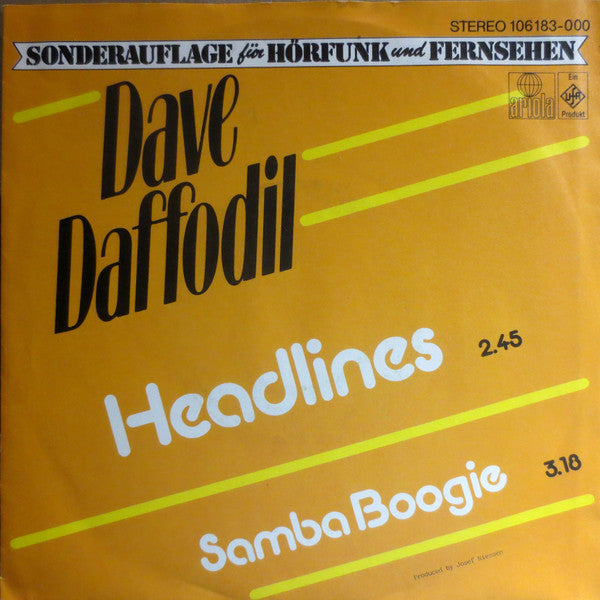 STEREO 106183-000
SONDERAUFLAGE für HÖRFUNK und FERNSEHEN
ariola
Ein
UFA
Produkt
Dave
Daffodil
Headlines 2.45
Samba Boogie 3.18
Produced by Josef Niessen